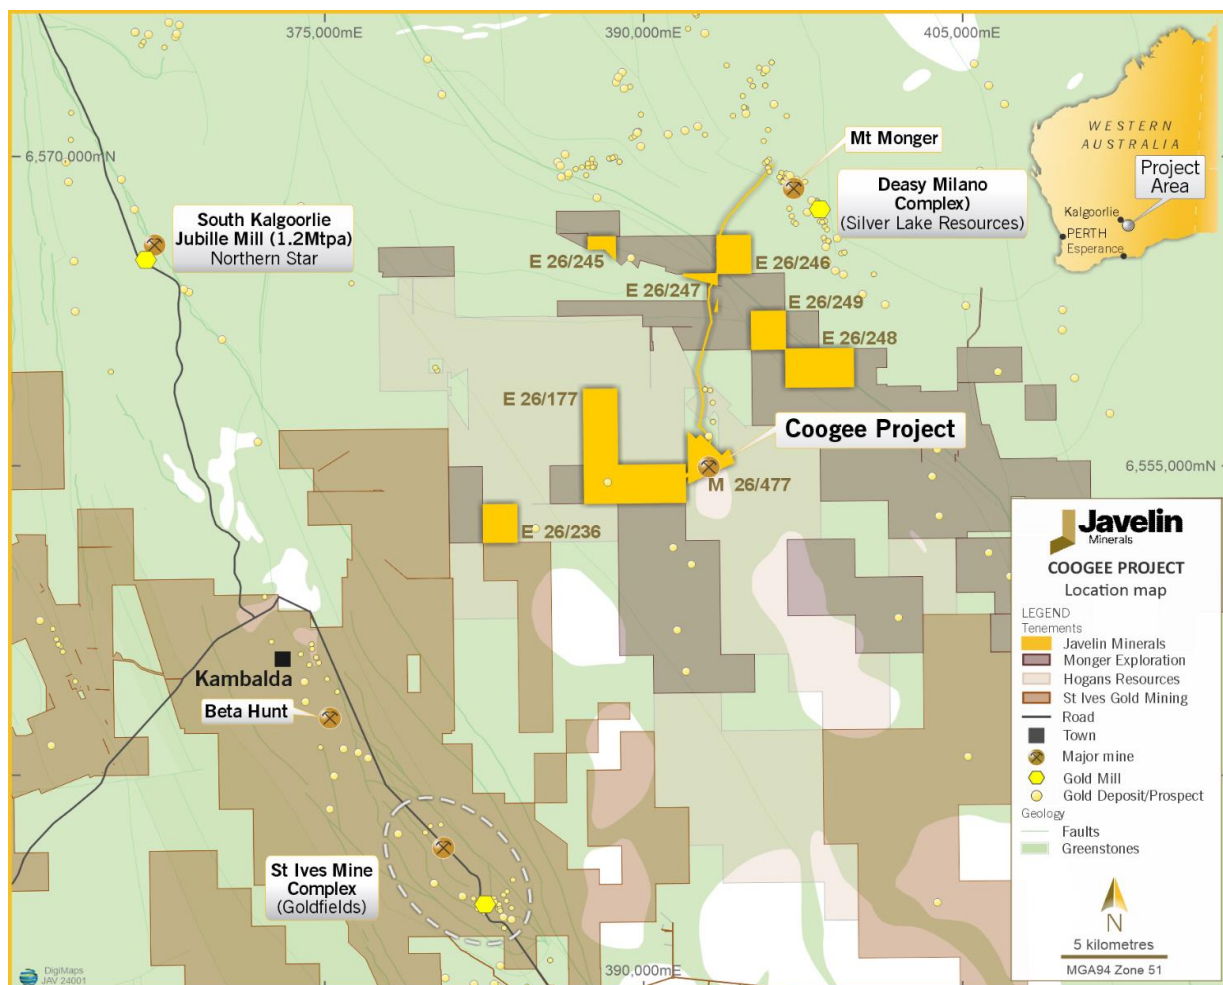 375,000mE
390,000mE
405,000mE
WESTERN
AUSTRALIA
Project
Area
Kalgoorlie
PERTH
Esperance
6,570,000mN
Mt Monger
Deasy Milano
Complex)
(Silver Lake Resources)
South Kalgoorlie
Jubille Mill (1.2Mtpa)
Northern Star
E 26/245
E 26/246
E 26/247
E 26/249
E 26/248
E 26/177
Coogee Project
6,555,000mN
M 26/477
E 26/236
Kambalda
Beta Hunt
St Ives Mine
Complex
(Goldfields)
Javelin
Minerals
COOGEE PROJECT
Location map
LEGEND
Tenements
Javelin Minerals
Monger Exploration
Hogans Resources
St Ives Gold Mining
Road
Town
Major mine
Gold Mill
Gold Deposit/Prospect
Geology
Faults
Greenstones
N
5 kilometres
MGA94 Zone 51
390,000mE
DigiMaps
JAV 24001